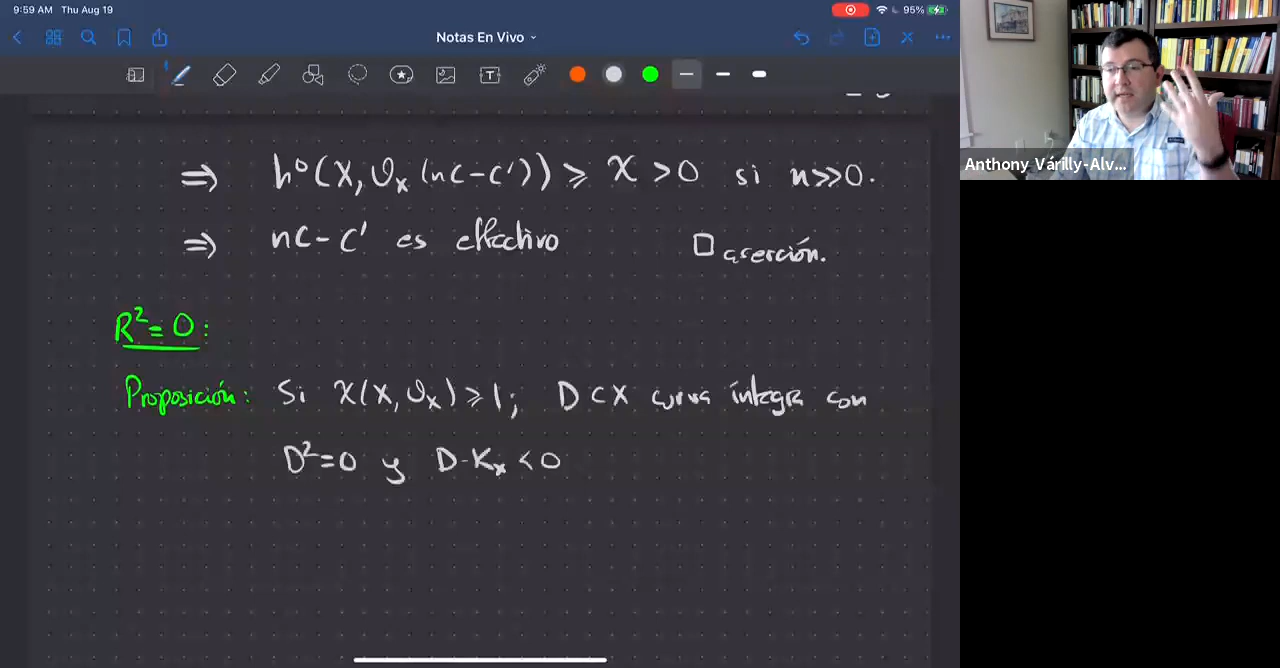 9:59 AM Thu Aug 19
95%
Notas En Vivo
Anthony Várilly-Alv...
⇒ h⁰(X, O_X (nC-C')) ≥ χ > 0 si n≫0.
⇒ nC-C' es effectivo □ aserción.
R²=0:
Proposición: Si χ(X, O_X) ≥ 1; D⊂X curva íntegra con
D²=0 y D·K_X < 0